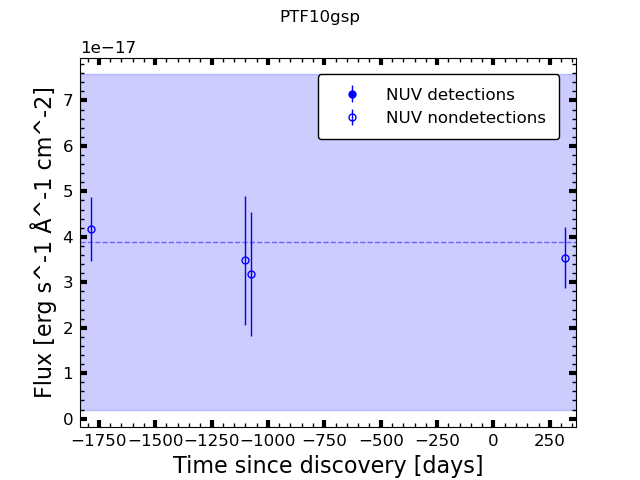 PTF10gsp
1e−17
7
6
5
4
3
2
1
0
Flux [erg s^-1 Å^-1 cm^-2]
NUV detections
NUV nondetections
−1750 −1500 −1250 −1000 −750 −500 −250 0 250
Time since discovery [days]